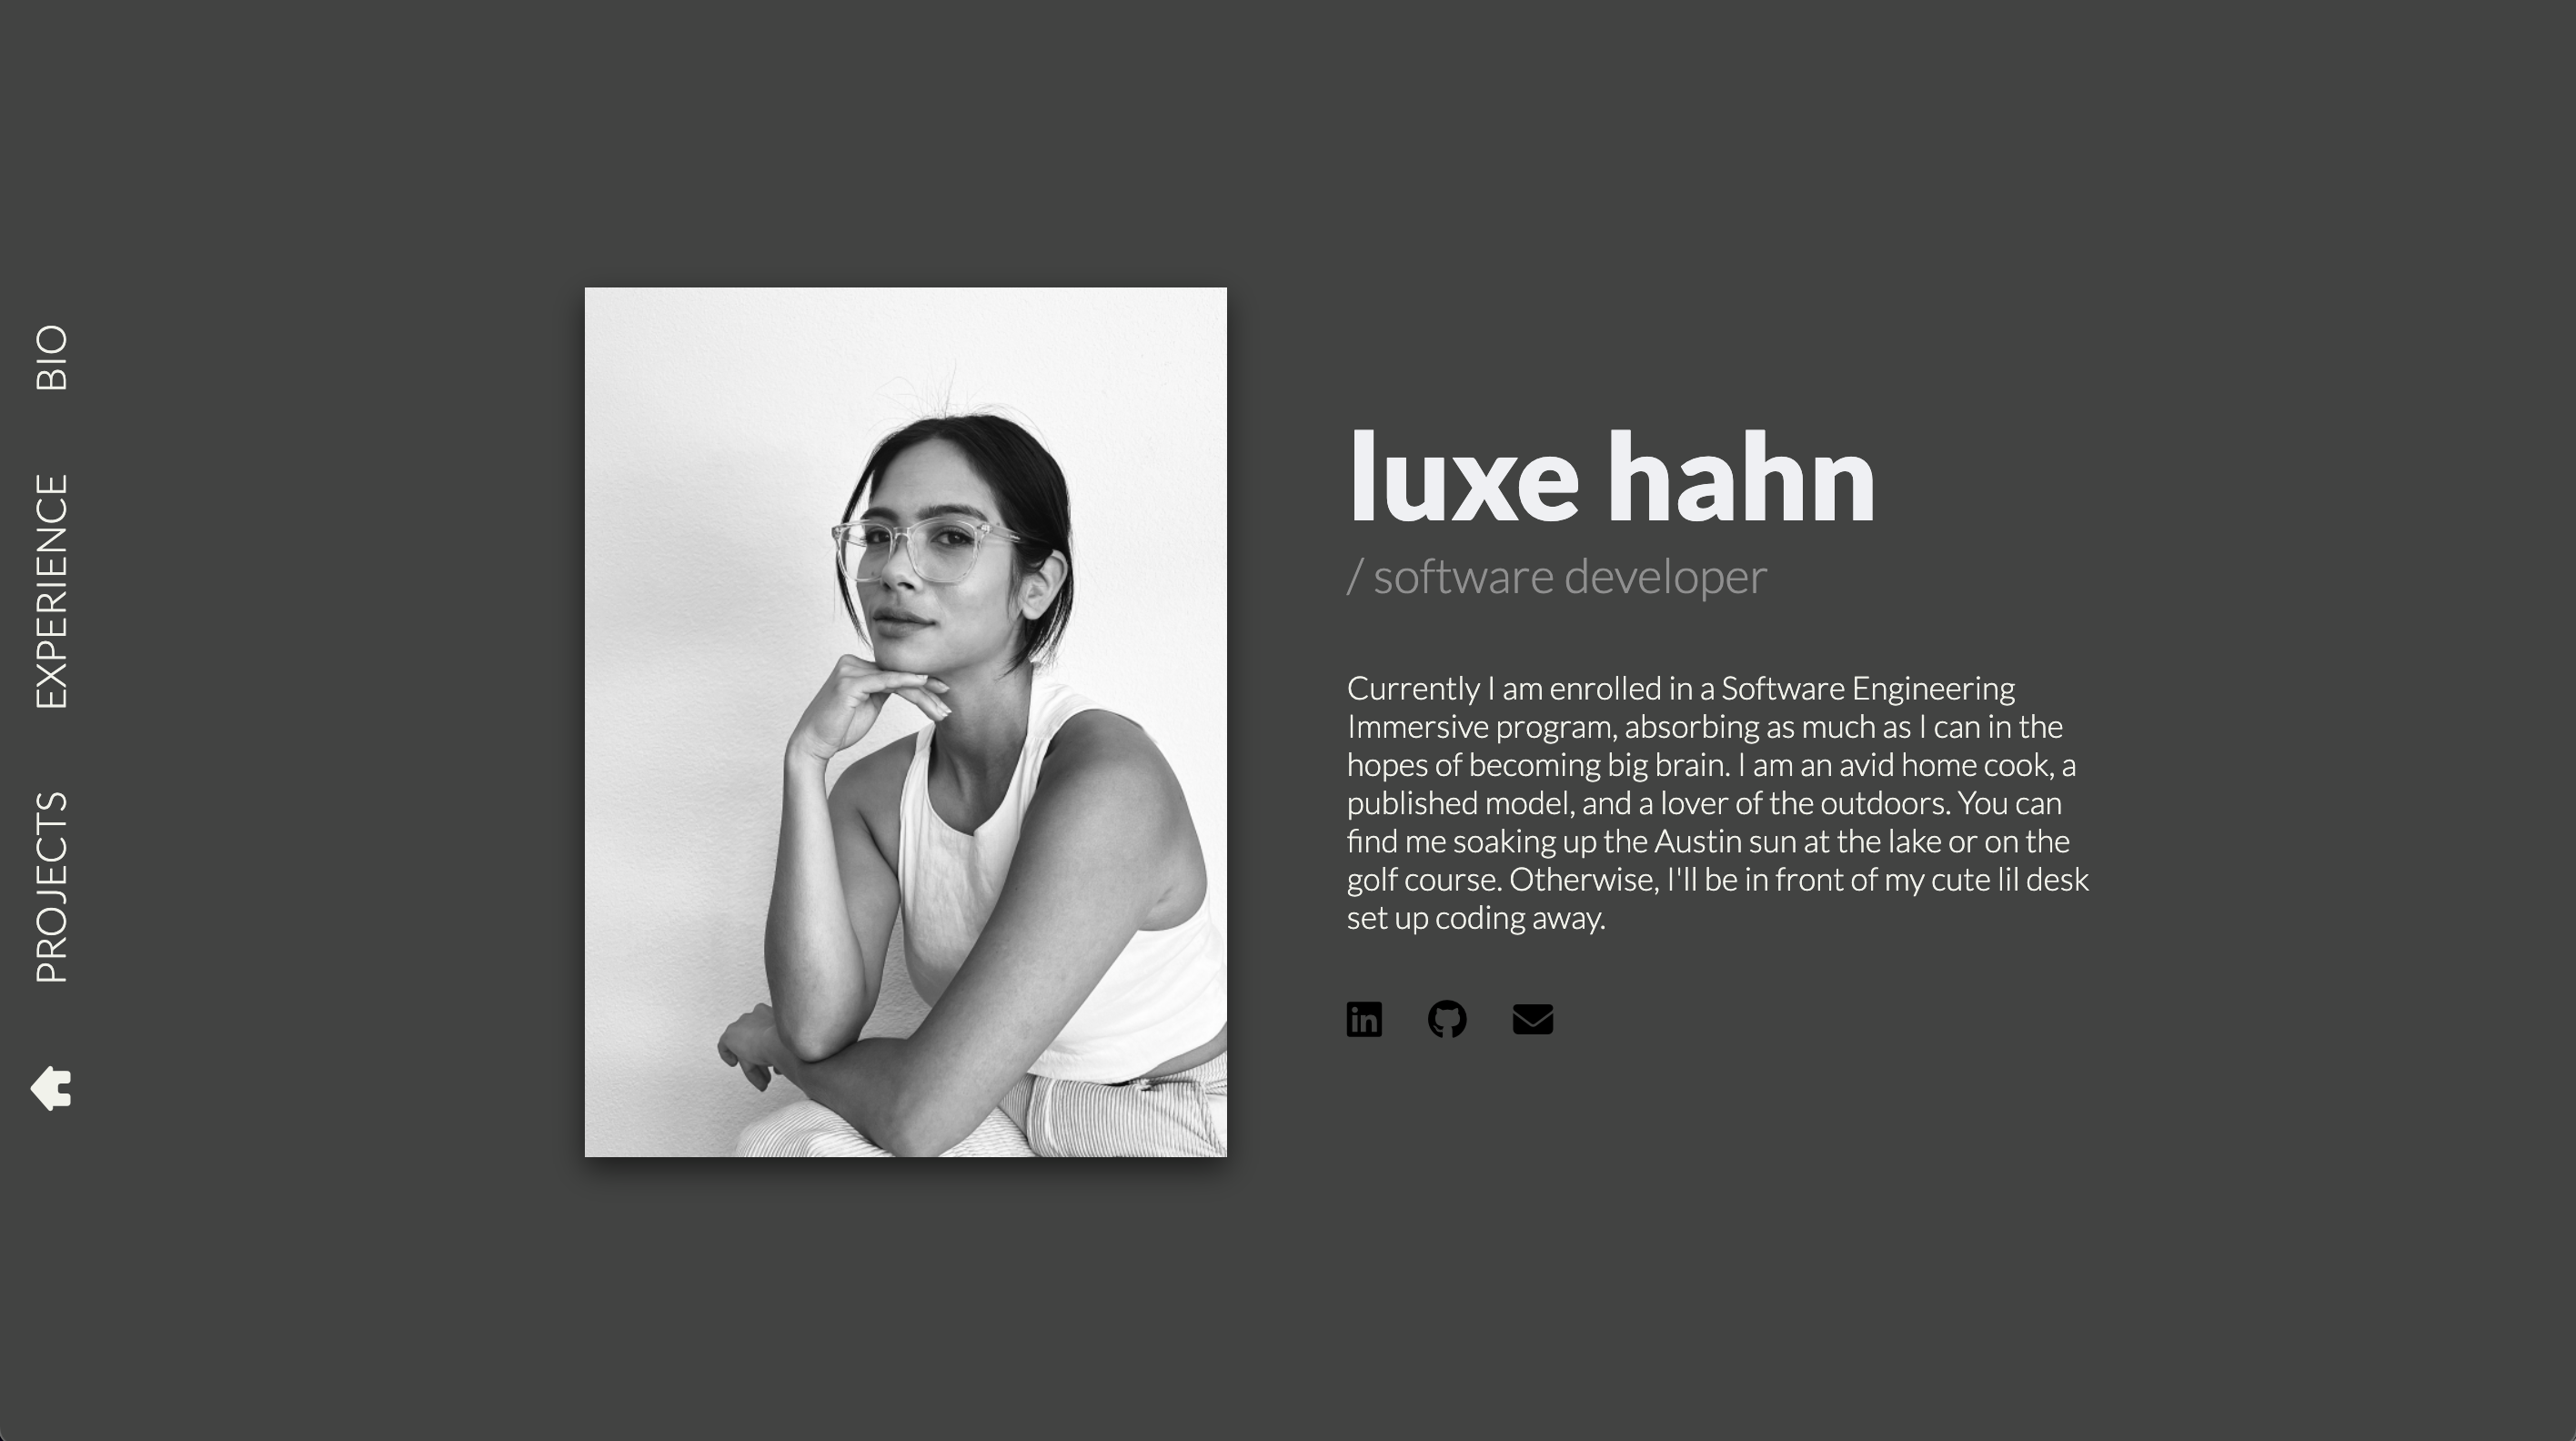 BIO
EXPERIENCE
PROJECTS
luxe hahn
/ software developer
Currently I am enrolled in a Software Engineering
Immersive program, absorbing as much as I can in the
hopes of becoming big brain. I am an avid home cook, a
published model, and a lover of the outdoors. You can
find me soaking up the Austin sun at the lake or on the
golf course. Otherwise, I'll be in front of my cute lil desk
set up coding away.
in